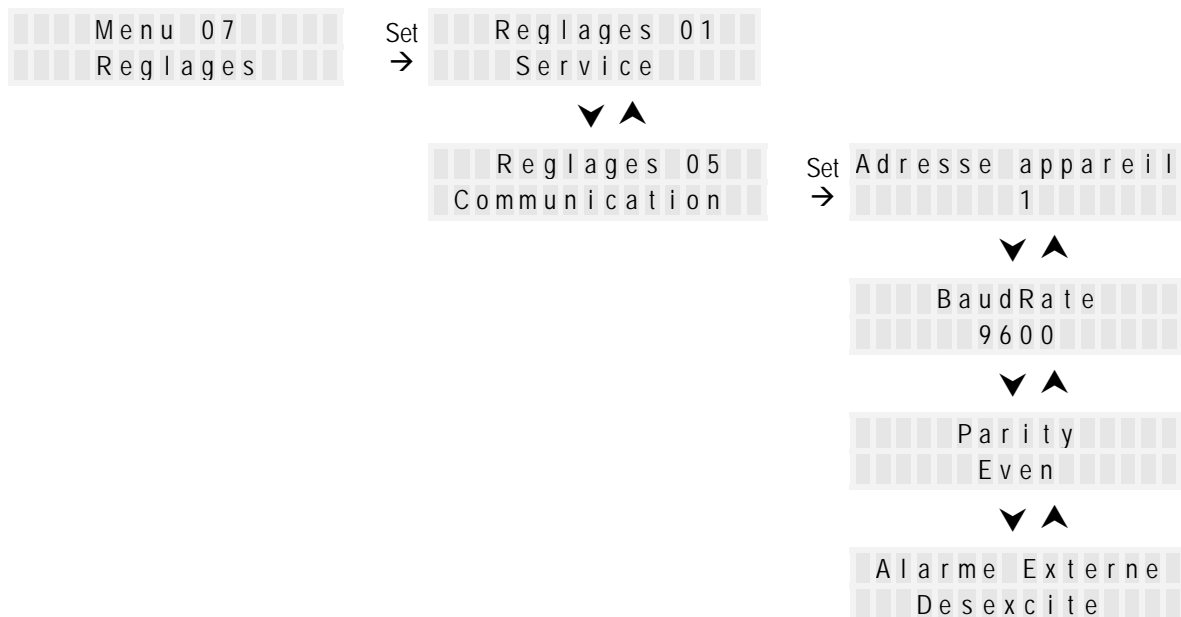 Menu 07
Reglages
Set
→
Reglages 01
Service
Reglages 05
Communication
Set
→
Adresse appareil
1
BaudRate
9600
Parity
Even
Alarme Externe
Desexcite